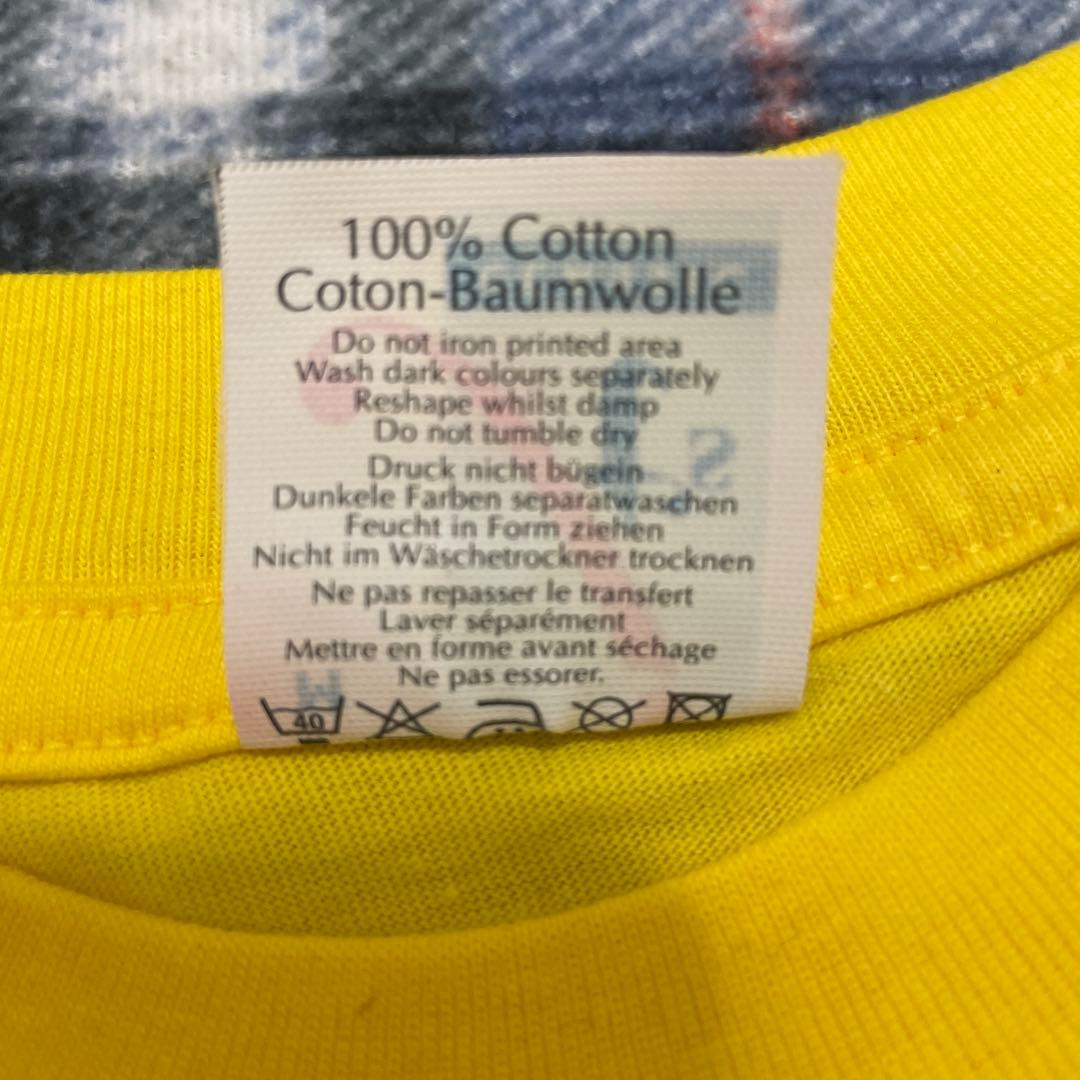 100% Cotton
Coton-Baumwolle
Do not iron printed area
Wash dark colours separately
Reshape whilst damp
Do not tumble dry
Druck nicht bügein
Dunkele Farben separatwaschen
Feucht in Form ziehen
Nicht im Wäschetrockner trocknen
Ne pas repasser le transfert
Laver séparément
Mettre en forme avant séchage
Ne pas essorer.
40